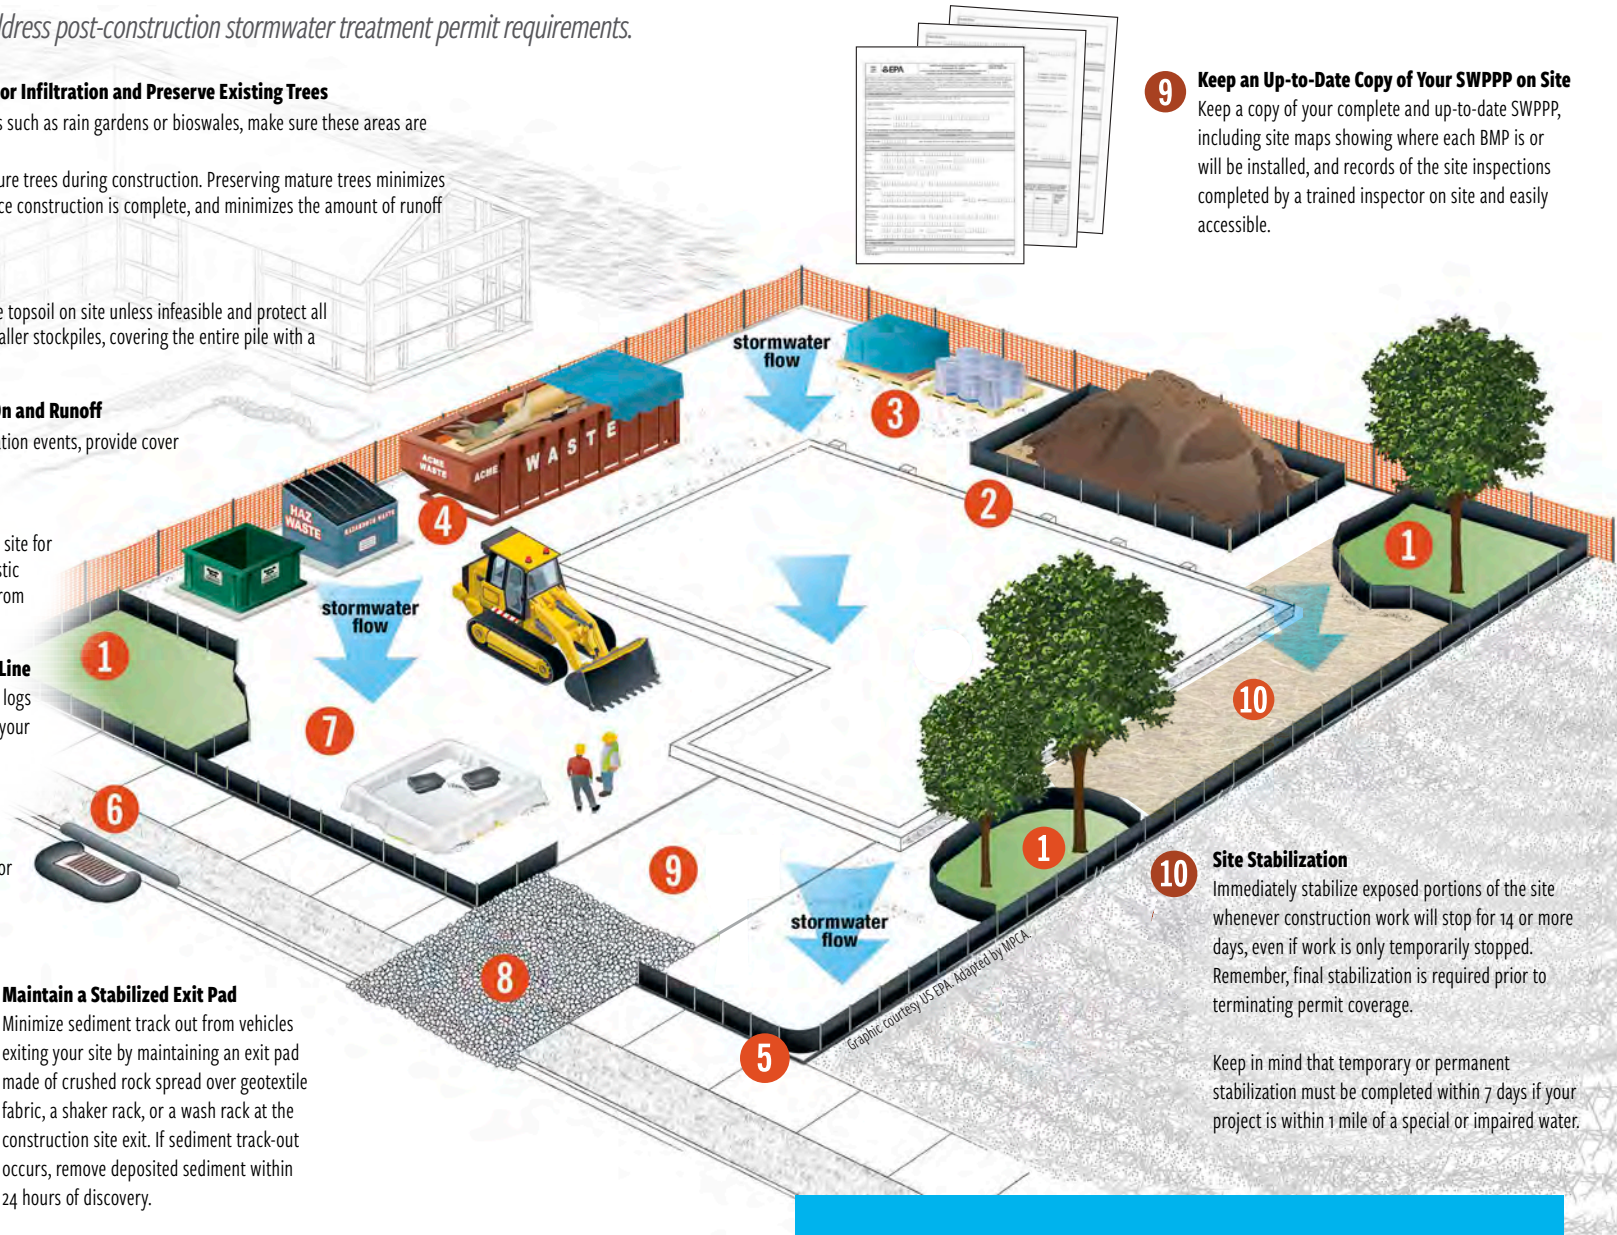 ddress post-construction stormwater treatment permit requirements.
or Infiltration and Preserve Existing Trees
s such as rain gardens or bioswales, make sure these areas are
ure trees during construction. Preserving mature trees minimizes
ce construction is complete, and minimizes the amount of runoff
e topsoil on site unless infeasible and protect all
aller stockpiles, covering the entire pile with a
On and Runoff
ation events, provide cover
site for
stic
rom
Line
logs
your
or
Maintain a Stabilized Exit Pad
Minimize sediment track out from vehicles
exiting your site by maintaining an exit pad
made of crushed rock spread over geotextile
fabric, a shaker rack, or a wash rack at the
construction site exit. If sediment track-out
occurs, remove deposited sediment within
24 hours of discovery.
EPA
9
Keep an Up-to-Date Copy of Your SWPPP on Site
Keep a copy of your complete and up-to-date SWPPP,
including site maps showing where each BMP is or
will be installed, and records of the site inspections
completed by a trained inspector on site and easily
accessible.
stormwater
flow
3
ACME
WASTE
ACME WASTE
4
2
1
HAZ
WASTE
HAZARDOUS WASTE
stormwater
flow
1
7
10
6
9
1
stormwater
flow
8
5
Graphic courtesy US EPA. Adapted by MPCA.
10
Site Stabilization
Immediately stabilize exposed portions of the site
whenever construction work will stop for 14 or more
days, even if work is only temporarily stopped.
Remember, final stabilization is required prior to
terminating permit coverage.
Keep in mind that temporary or permanent
stabilization must be completed within 7 days if your
project is within 1 mile of a special or impaired water.